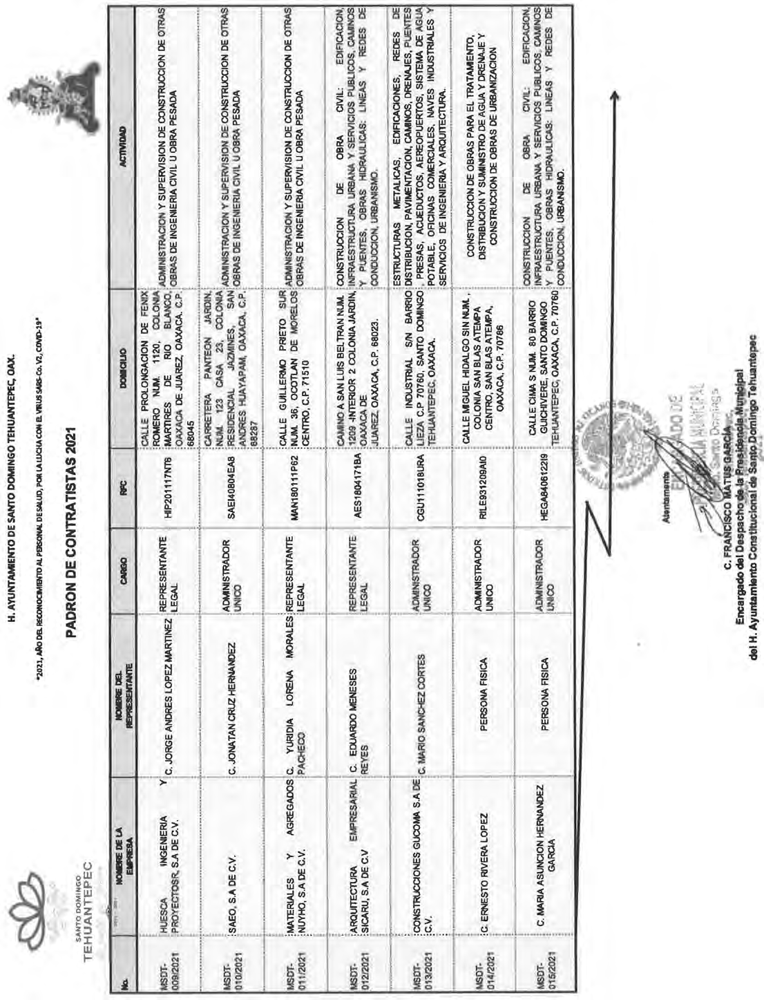 H. AYUNTAMIENTO DE SANTO DOMINGO TEHUANTEPEC, OAX.
"2021, AÑO DEL RECONOCIMIENTO AL PERSONAL DE SALUD, POR LA LUCHA CON EL VIRUS SARS-Co. V2, COVID-19"
SANTO DOMINGO
TEHUANTEPEC
PADRON DE CONTRATISTAS 2021
No.
NOMBRE DE LA
EMPRESA
NOMBRE DEL
REPRESENTANTE
CARGO
RFC
DOMICILIO
ACTIVIDAD
MSDT-
009/2021
HUESCA INGENIERIA Y
PROYECTOSR, S.A DE C.V.
C. JORGE ANDRES LOPEZ MARTINEZ
REPRESENTANTE
LEGAL
HIP201117NT6
CALLE PROLONGACION DE FENIX
ROMERO NUM. 1120, COLONIA
MARTIRES DE RIO BLANCO,
OAXACA DE JUAREZ, OAXACA. C.P.
68045
ADMINISTRACION Y SUPERVISION DE CONSTRUCCION DE OTRAS
OBRAS DE INGENIERIA CIVIL U OBRA PESADA
MSDT-
010/2021
SAEO, S.A DE C.V.
C. JONATAN CRUZ HERNANDEZ
ADMINISTRADOR
UNICO
SAEI40804EA8
CARRETERA PANTEON JARDIN,
NUM. 123 CASA 23, COLONIA
RESIDENCIAL JAZMINES, SAN
ANDRES HUAYAPAM, OAXACA, C.P.
68287
ADMINISTRACION Y SUPERVISION DE CONSTRUCCION DE OTRAS
OBRAS DE INGENIERIA CIVIL U OBRA PESADA
MSDT-
011/2021
MATERIALES Y AGREGADOS
NUYHO, S.A DE C.V.
C. YURIDIA LORENA MORALES
PACHECO
REPRESENTANTE
LEGAL
MAN180111P62
CALLE GUILLERMO PRIETO SUR
NUM. 36, OCOTLAN DE MORELOS
CENTRO, C.P. 71510
ADMINISTRACION Y SUPERVISION DE CONSTRUCCION DE OTRAS
OBRAS DE INGENIERIA CIVIL U OBRA PESADA
MSDT-
012/2021
ARQUITECTURA EMPRESARIAL
SICARU, S.A DE C.V
C. EDUARDO MENESES
REYES
REPRESENTANTE
LEGAL
AES1804171BA
CAMINO A SAN LUIS BELTRAN NUM.
1209 -INTERIOR 2 COLONIA JARDIN,
OAXACA DE
JUAREZ, OAXACA, C.P. 68023.
CONSTRUCCION DE OBRA CIVIL: EDIFICACION,
INFRAESTRUCTURA URBANA Y SERVICIOS PUBLICOS, CAMINOS
Y PUENTES, OBRAS HIDRAULICAS: LINEAS Y REDES DE
CONDUCCION, URBANISMO.
MSDT-
013/2021
CONSTRUCCIONES GUCOMA S.A DE
C.V.
C. MARIO SANCHEZ CORTES
ADMINISTRADOR
UNICO
CGU111018URA
CALLE INDUSTRIAL S/N BARRIO
LIEZA C.P 70760, SANTO DOMINGO
TEHUANTEPEC, OAXACA.
ESTRUCTURAS METALICAS, EDIFICACIONES, REDES DE
DISTRIBUCION, PAVIMENTACION, CAMINOS, DRENAJES, PUENTES
, PRESAS, ACUEDUCTOS, AEREOPUERTOS, SISTEMA DE AGUA
POTABLE, OFICINAS COMERCIALES, NAVES INDUSTRIALES Y
SERVICIOS DE INGENIERIA Y ARQUITECTURA.
MSDT-
014/2021
C. ERNESTO RIVERA LOPEZ
PERSONA FISICA
ADMINISTRADOR
UNICO
RILE931209AI0
CALLE MIGUEL HIDALGO SIN NUM. ,
COLONIA SAN BLAS ATEMPA
CENTRO, SAN BLAS ATEMPA,
OAXACA, C.P. 70786
CONSTRUCCION DE OBRAS PARA EL TRATAMIENTO,
DISTRIBUCION Y SUMINISTRO DE AGUA Y DRENAJE Y
CONSTRUCCION DE OBRAS DE URBANIZACION
MSDT-
015/2021
C. MARIA ASUNCION HERNANDEZ
GARCIA
PERSONA FISICA
ADMINISTRADOR
UNICO
HEGA8406122I9
CALLE CIMA S NUM. 80 BARRIO
GUICHIVERE, SANTO DOMINGO
TEHUANTEPEC, OAXACA, C.P. 70760
CONSTRUCCION DE OBRA CIVIL: EDIFICACION,
INFRAESTRUCTURA URBANA Y SERVICIOS PUBLICOS, CAMINOS
Y PUENTES, OBRAS HIDRAULICAS: LINEAS Y REDES DE
CONDUCCION, URBANISMO.
Atentamente
C. FRANCISCO MATUS GARCÍA,
Encargado del Despacho de la Presidencia Municipal
del H. Ayuntamiento Constitucional de Santo Domingo Tehuantepec